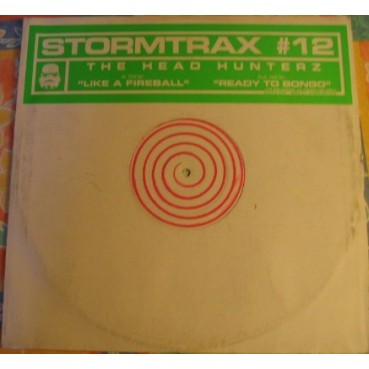 STORMTRAX #12
THE HEAD HUNTERZ
"LIKE A FIREBALL" "READY TO BONGO"